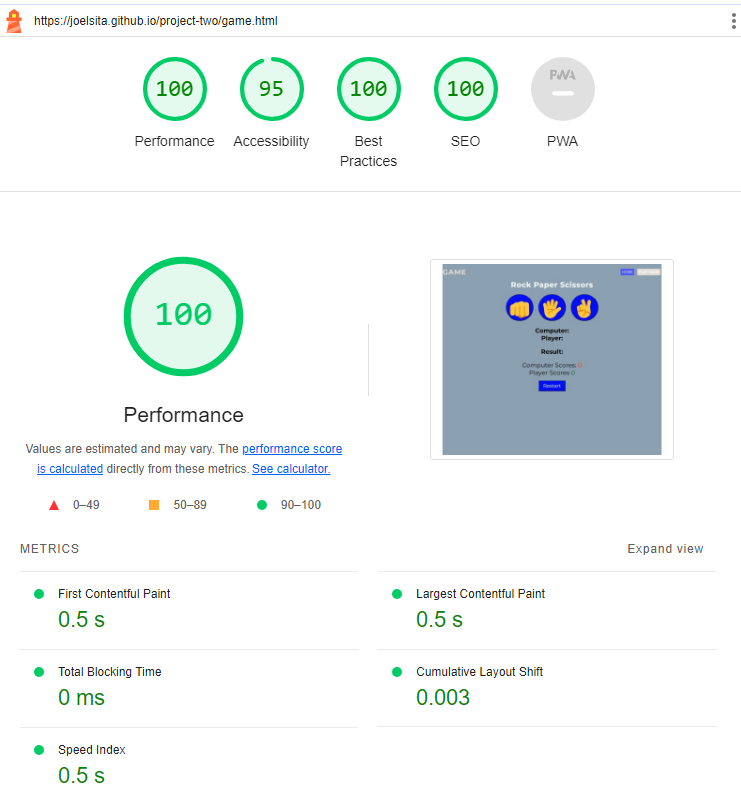 https://joelsita.github.io/project-two/game.html
100
95
100
100
PWA
Performance
Accessibility
Best
Practices
SEO
PWA
100
Performance
Values are estimated and may vary. The performance score
is calculated directly from these metrics. See calculator.
0–49
50–89
90–100
GAME
Rock Paper Scissors
Computer:
Player:
Result:
Computer Scores: 0
Player Scores 0
Restart
METRICS
Expand view
First Contentful Paint
0.5 s
Largest Contentful Paint
0.5 s
Total Blocking Time
0 ms
Cumulative Layout Shift
0.003
Speed Index
0.5 s